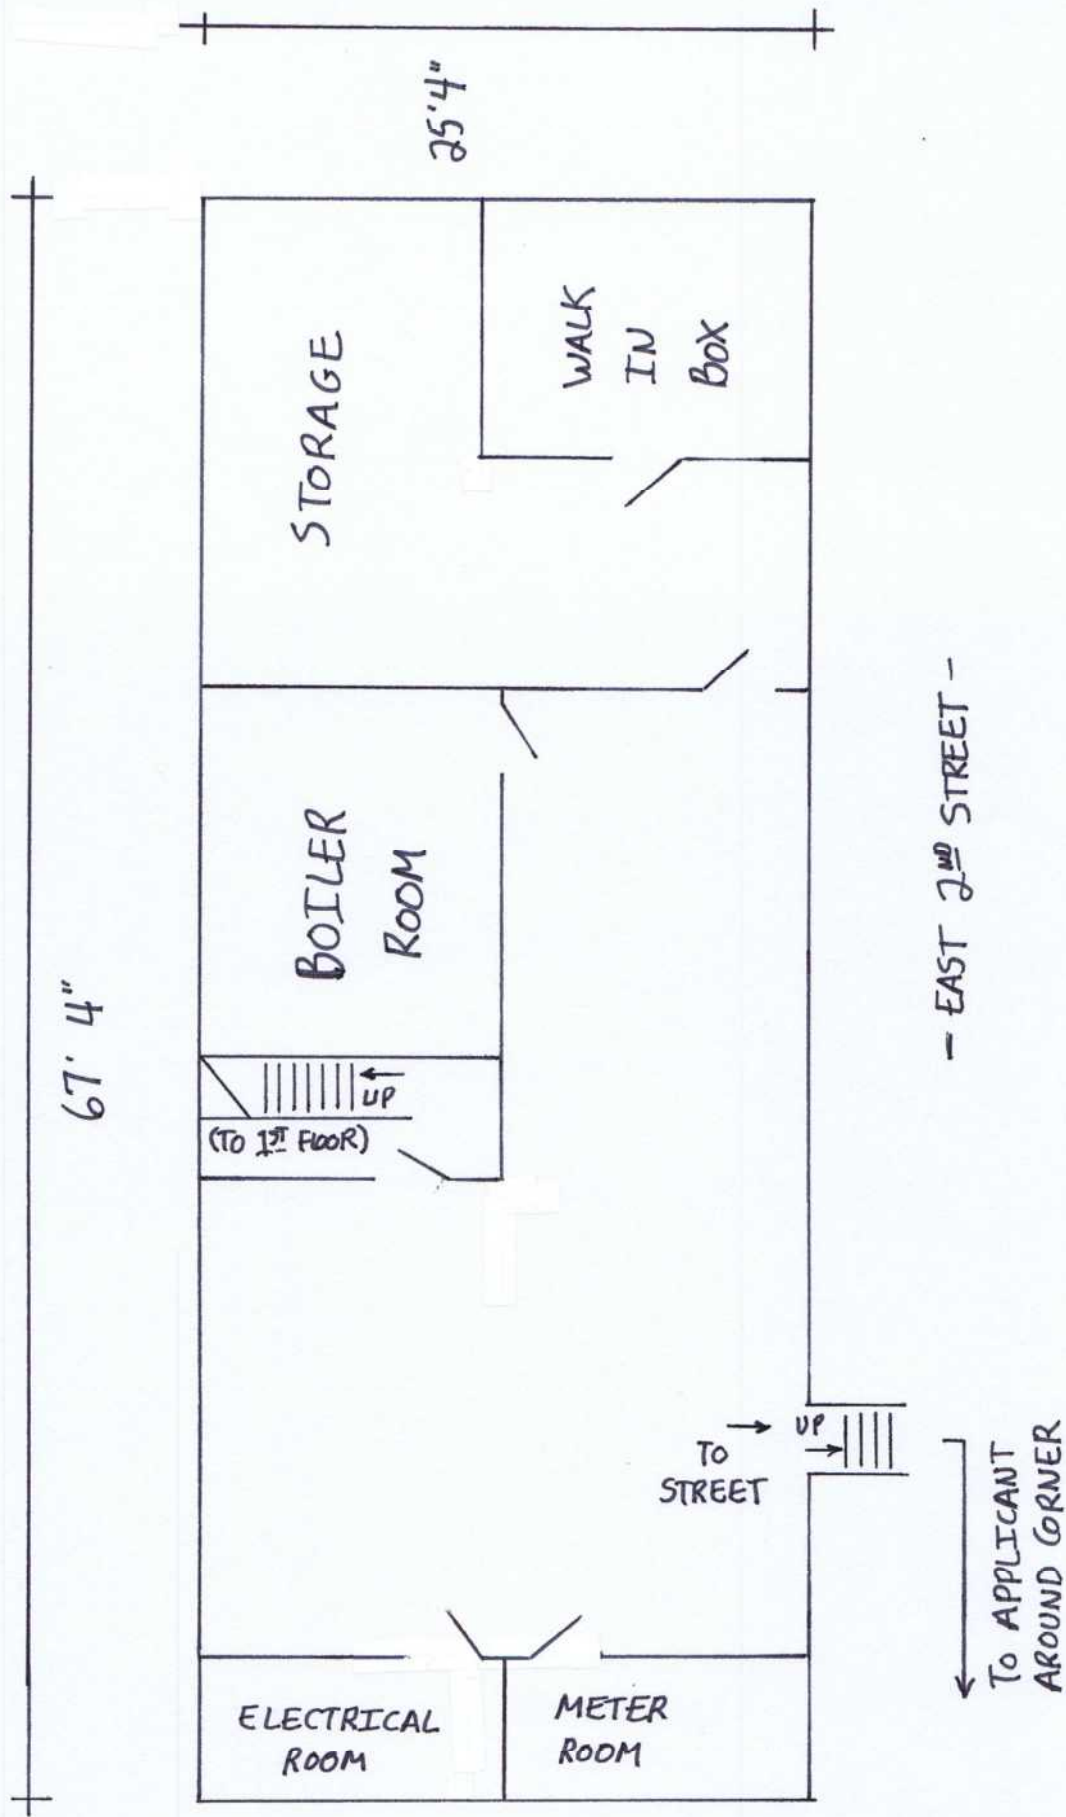 67' 4"
25'4"
STORAGE
WALK
IN
BOX
BOILER
ROOM
UP
(TO 1ST FLOOR)
TO
STREET
UP
ELECTRICAL
ROOM
METER
ROOM
- EAST 2ND STREET -
TO APPLICANT
AROUND CORNER